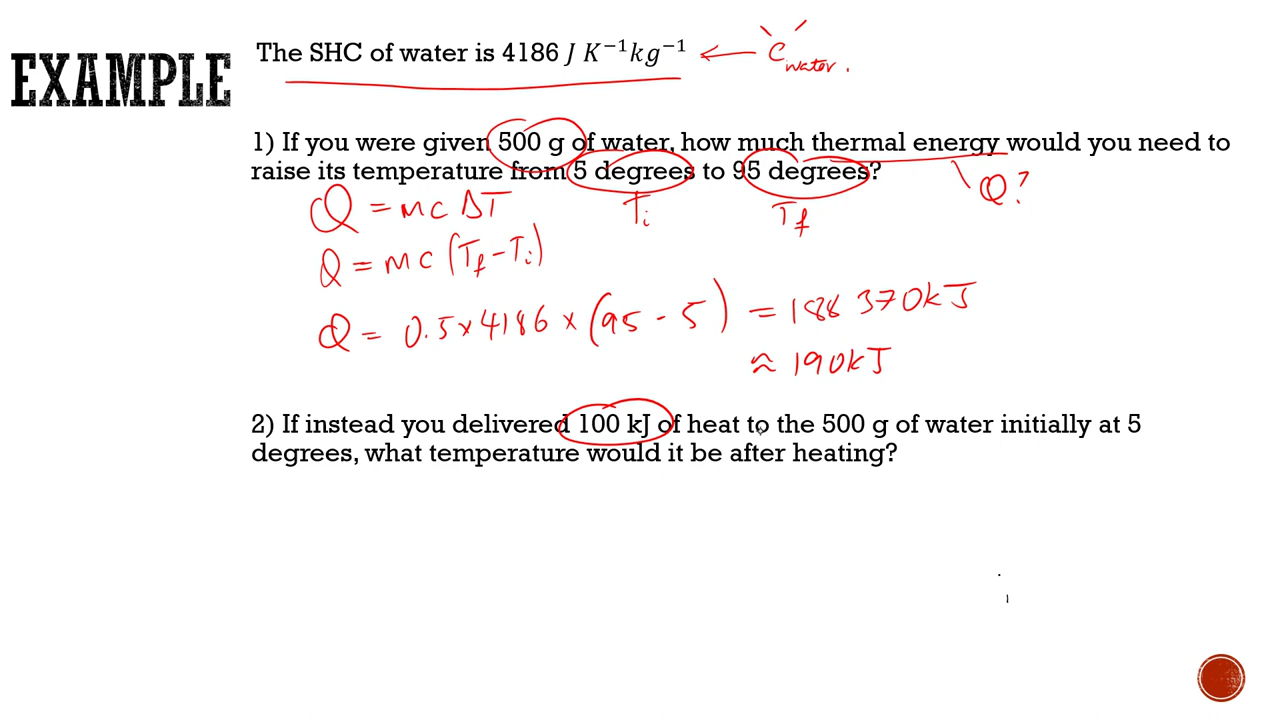 EXAMPLE
The SHC of water is 4186 J K⁻¹kg⁻¹ ← C water.
1) If you were given 500 g of water, how much thermal energy would you need to
raise its temperature from 5 degrees to 95 degrees?
Q = mc ΔT
Ti
Tf
Q?
Q = mc (Tf - Ti)
Q = 0.5 × 4186 × (95 - 5) = 188 370kJ
≈ 190kJ
2) If instead you delivered 100 kJ of heat to the 500 g of water initially at 5
degrees, what temperature would it be after heating?